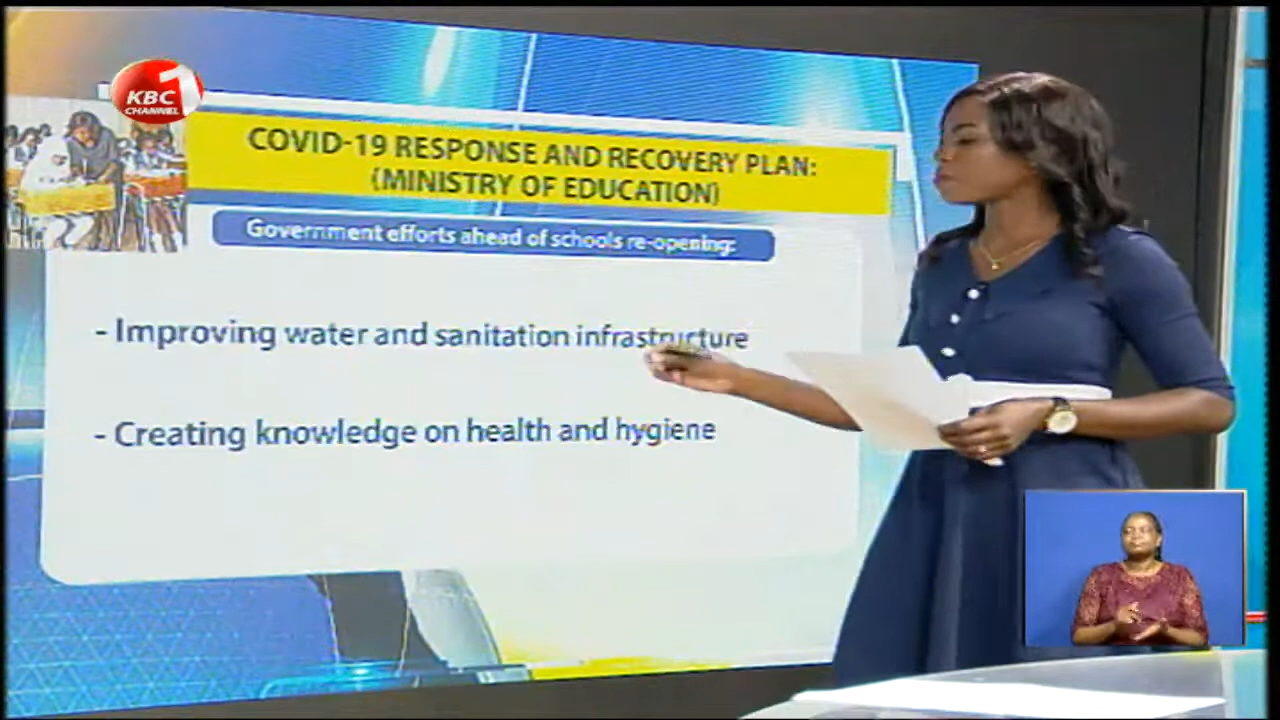 KBC 1
CHANNEL
COVID-19 RESPONSE AND RECOVERY PLAN:
(MINISTRY OF EDUCATION)
Government efforts ahead of schools re-opening:
- Improving water and sanitation infrastructure
- Creating knowledge on health and hygiene